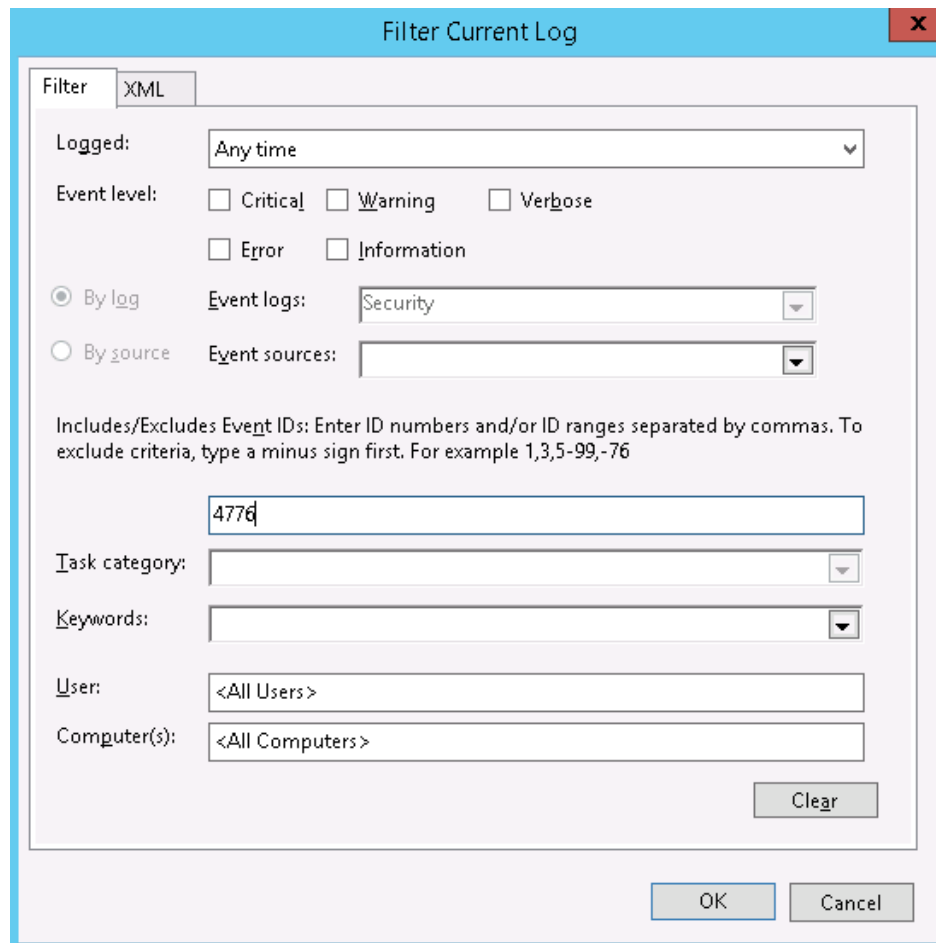 Filter Current Log
x
Filter XML
Logged: Any time
Event level: Critical Warning Verbose
Error Information
By log Event logs: Security
By source Event sources:
Includes/Excludes Event IDs: Enter ID numbers and/or ID ranges separated by commas. To
exclude criteria, type a minus sign first. For example 1,3,5-99,-76
4776
Task category:
Keywords:
User: <All Users>
Computer(s): <All Computers>
Clear
OK Cancel